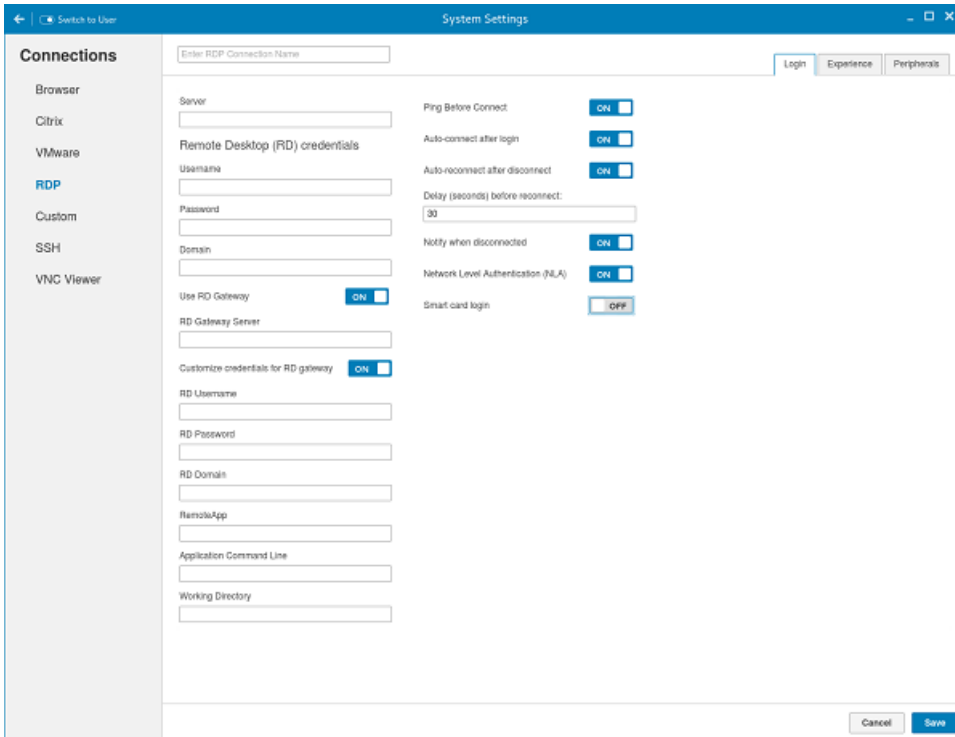 Switch to User
System Settings
Connections
Browser
Citrix
VMware
RDP
Custom
SSH
VNC Viewer
Enter RDP Connection Name
Login
Experience
Peripherals
Server
Remote Desktop (RD) credentials
Username
Password
Domain
Use RD Gateway ON
RD Gateway Server
Customize credentials for RD gateway ON
RD Username
RD Password
RD Domain
RemoteApp
Application Command Line
Working Directory
Ping Before Connect ON
Auto-connect after login ON
Auto-reconnect after disconnect ON
Delay (seconds) before reconnect:
30
Notify when disconnected ON
Network Level Authentication (NLA) ON
Smart card login OFF
Cancel
Save